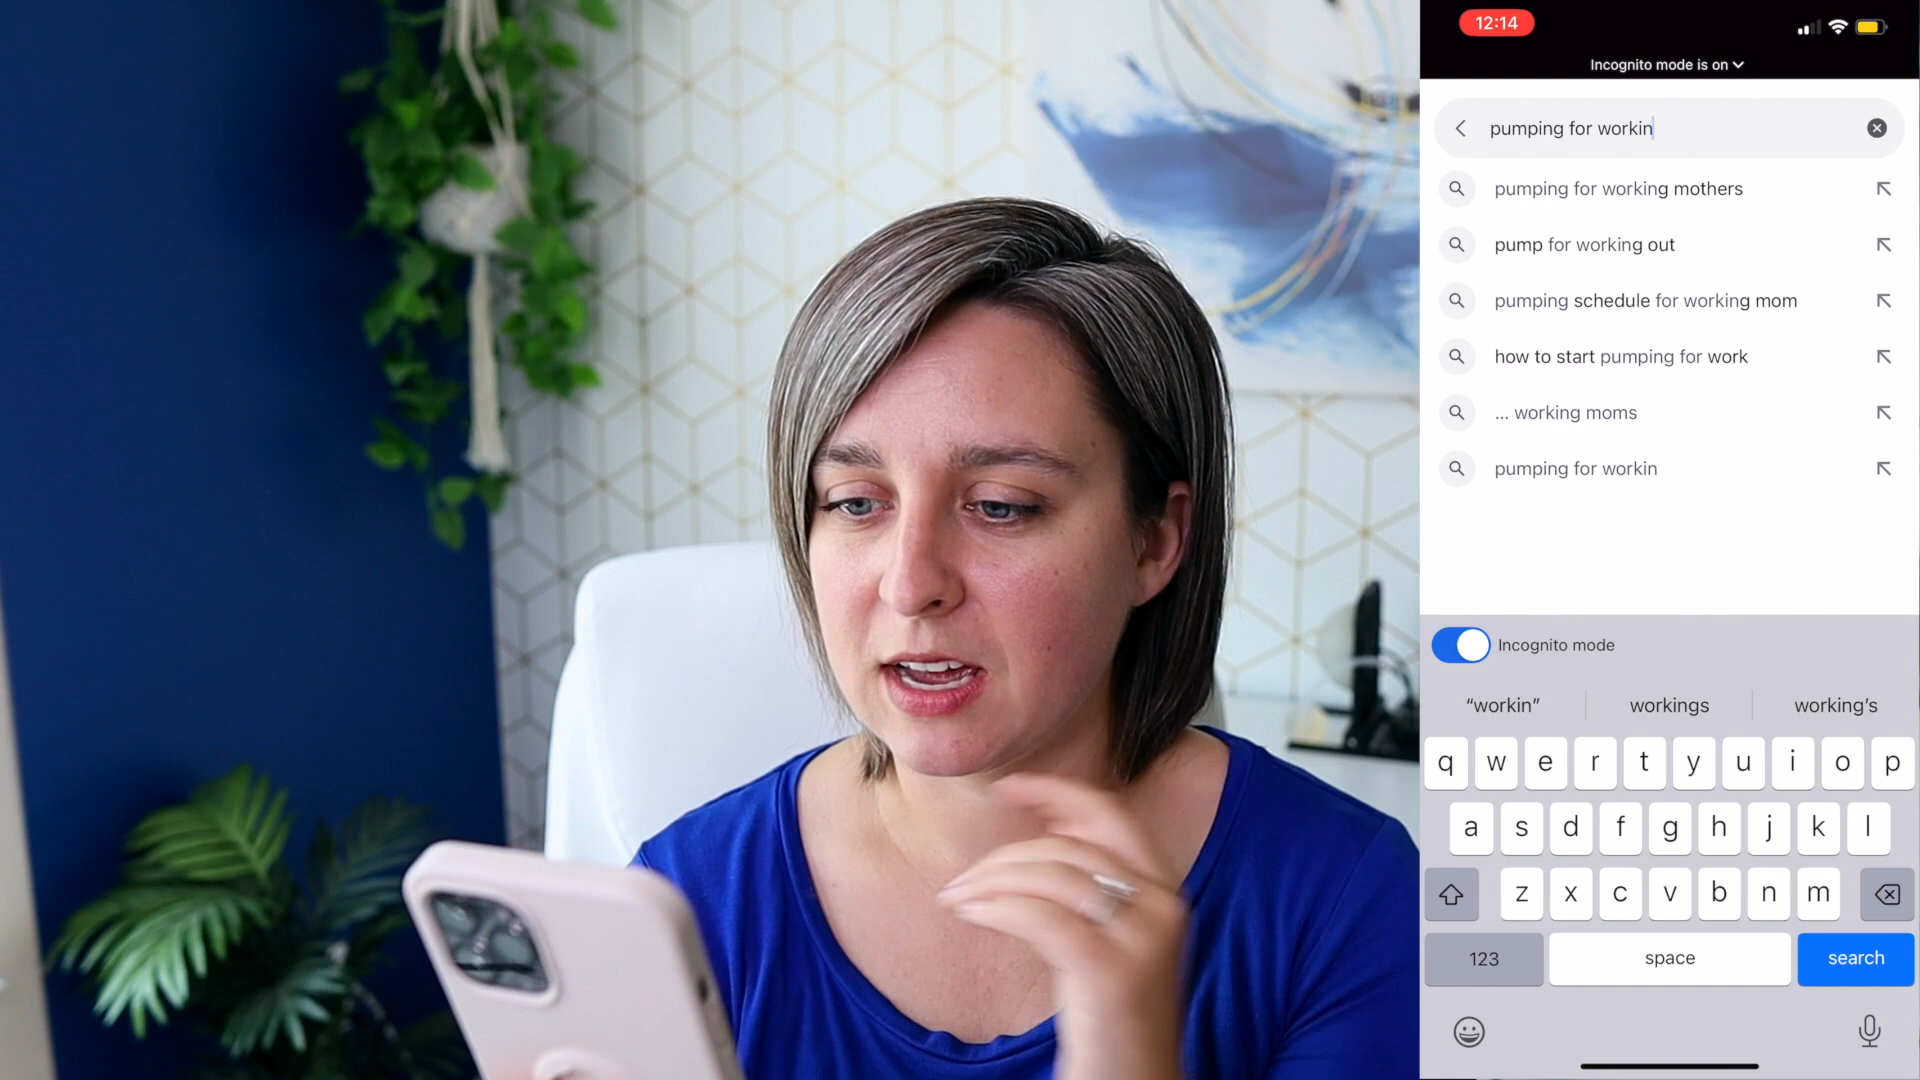 12:14
Incognito mode is on
pumping for workin
pumping for working mothers
pump for working out
pumping schedule for working mom
how to start pumping for work
... working moms
pumping for workin
Incognito mode
“workin” workings working’s
q w e r t y u i o p
a s d f g h j k l
z x c v b n m
123 space search